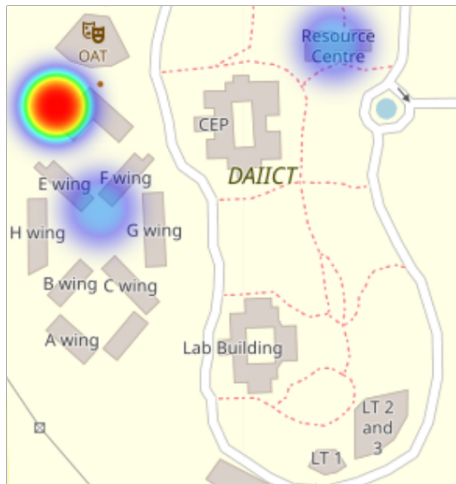 Resource
Centre
OAT
CEP
DAIICT
E wing
F wing
H wing
G wing
B wing
C wing
A wing
Lab Building
LT 2
and
3
LT 1